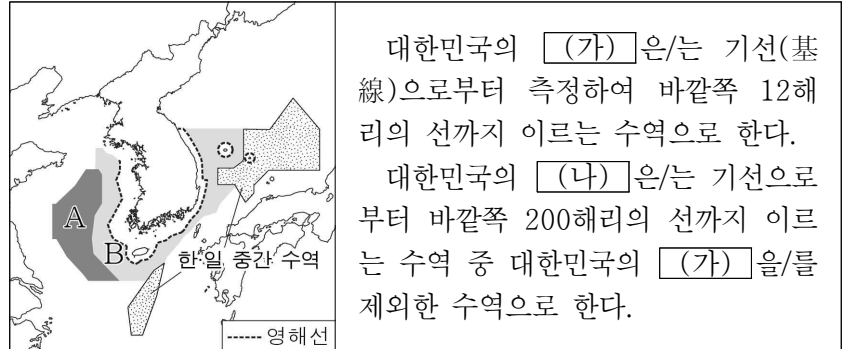 A
B
한·일 중간 수역
영해선
대한민국의 (가) 은/는 기선(基
線)으로부터 측정하여 바깥쪽 12해
리의 선까지 이르는 수역으로 한다.
대한민국의 (나) 은/는 기선으로
부터 바깥쪽 200해리의 선까지 이르
는 수역 중 대한민국의 (가) 을/를
제외한 수역으로 한다.